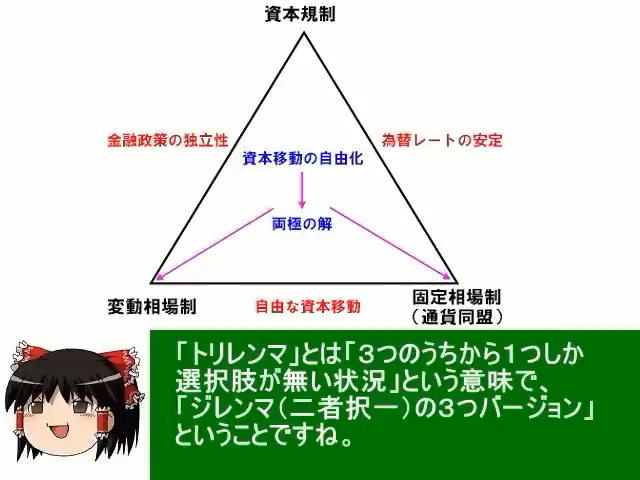 資本規制
金融政策の独立性
為替レートの安定
資本移動の自由化
両極の解
変動相場制
自由な資本移動
固定相場制
（通貨同盟）
「トリレンマ」とは「３つのうちから１つしか
選択肢が無い状況」という意味で、
「ジレンマ（二者択一）の３つバージョン」
ということですね。